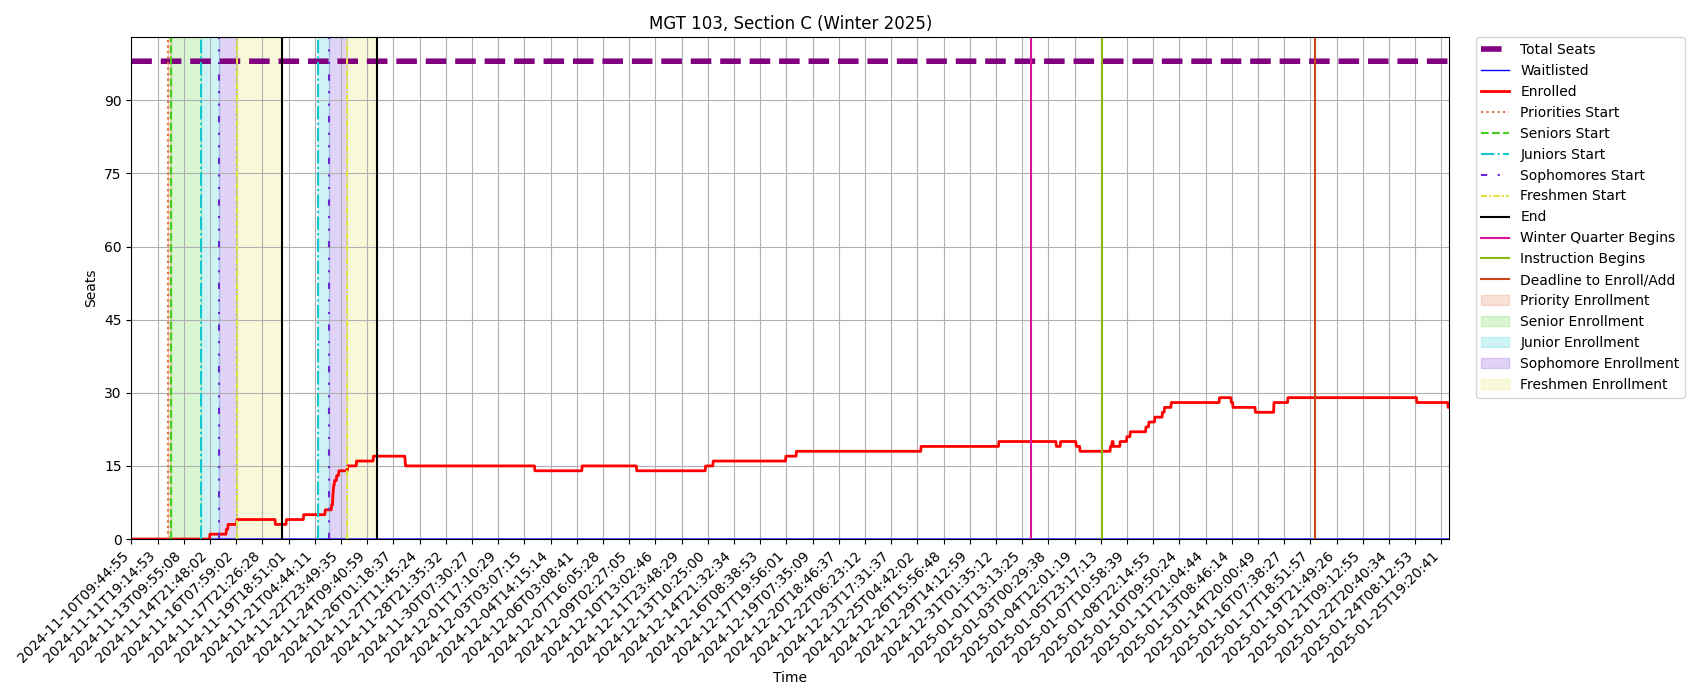 MGT 103, Section C (Winter 2025)
Seats
90
75
60
45
30
15
0
2024-11-10T09:44:55
2024-11-11T19:14:53
2024-11-13T09:55:08
2024-11-14T21:48:02
2024-11-16T07:59:02
2024-11-17T21:26:28
2024-11-19T18:51:01
2024-11-21T04:44:11
2024-11-22T23:49:35
2024-11-24T09:40:59
2024-11-26T01:18:37
2024-11-27T11:45:24
2024-11-28T21:35:32
2024-11-30T07:30:27
2024-12-01T17:10:29
2024-12-03T03:07:15
2024-12-04T14:15:14
2024-12-06T03:08:41
2024-12-07T16:05:28
2024-12-09T02:27:05
2024-12-10T13:02:46
2024-12-11T23:48:29
2024-12-13T10:25:00
2024-12-14T21:32:34
2024-12-16T08:38:53
2024-12-17T19:56:01
2024-12-19T07:35:09
2024-12-20T18:46:37
2024-12-22T06:23:12
2024-12-23T17:31:37
2024-12-25T04:42:02
2024-12-26T15:56:48
2024-12-29T14:12:59
2024-12-31T01:35:12
2025-01-01T13:13:25
2025-01-03T00:29:38
2025-01-04T12:01:19
2025-01-05T23:17:13
2025-01-07T10:58:39
2025-01-08T22:14:55
2025-01-10T09:50:24
2025-01-11T21:04:44
2025-01-13T08:46:14
2025-01-14T20:00:49
2025-01-16T07:38:27
2025-01-17T18:51:57
2025-01-19T21:49:26
2025-01-21T09:12:55
2025-01-22T20:40:34
2025-01-24T08:12:53
2025-01-25T19:20:41
Time
Total Seats
Waitlisted
Enrolled
Priorities Start
Seniors Start
Juniors Start
Sophomores Start
Freshmen Start
End
Winter Quarter Begins
Instruction Begins
Deadline to Enroll/Add
Priority Enrollment
Senior Enrollment
Junior Enrollment
Sophomore Enrollment
Freshmen Enrollment